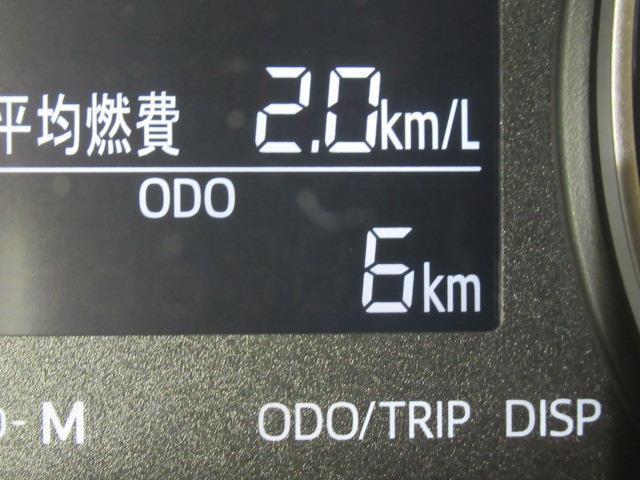 平均燃費 2.0km/L
ODO
6km
- M ODO/TRIP DISP